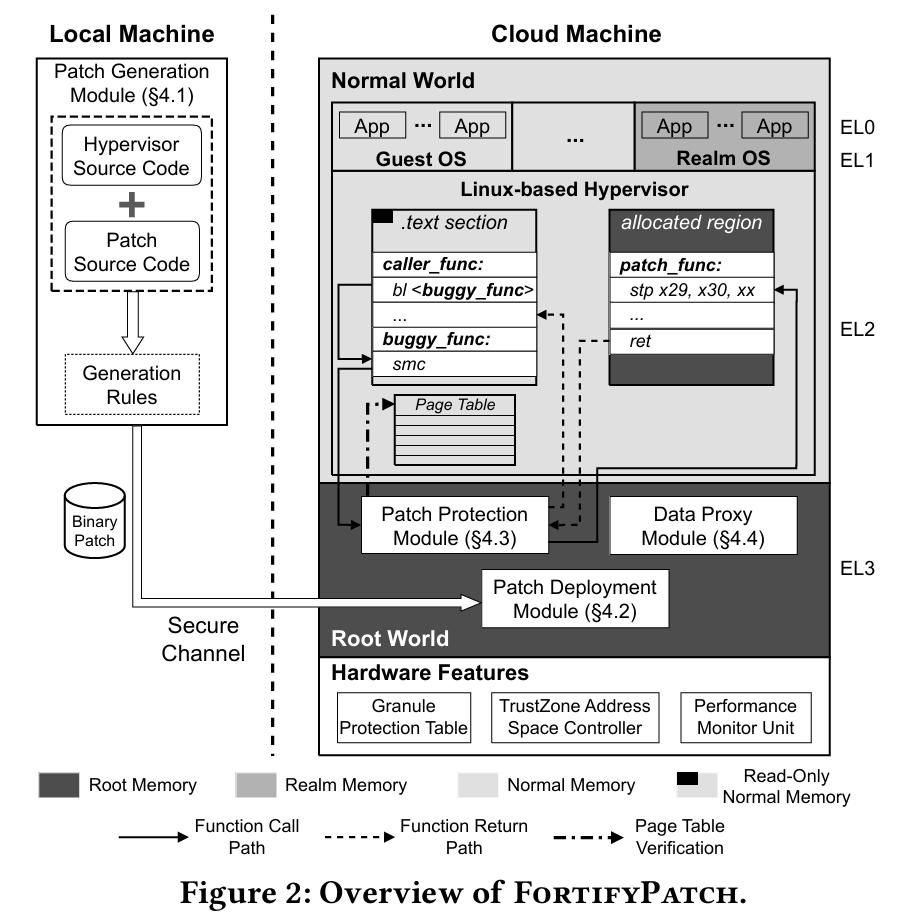 Local Machine
Patch Generation
Module (§4.1)
Hypervisor
Source Code
+
Patch
Source Code
Generation
Rules
Binary
Patch
Secure
Channel
Cloud Machine
Normal World
App ... App
Guest OS
...
App ... App
Realm OS
EL0
EL1
Linux-based Hypervisor
.text section
caller_func:
bl <buggy_func>
...
buggy_func:
smc
Page Table
allocated region
patch_func:
stp x29, x30, xx
...
ret
EL2
Patch Protection
Module (§4.3)
Data Proxy
Module (§4.4)
Patch Deployment
Module (§4.2)
EL3
Root World
Hardware Features
Granule
Protection Table
TrustZone Address
Space Controller
Performance
Monitor Unit
Root Memory
Realm Memory
Normal Memory
Read-Only
Normal Memory
Function Call
Path
Function Return
Path
Page Table
Verification
Figure 2: Overview of FORTIFYPATCH.